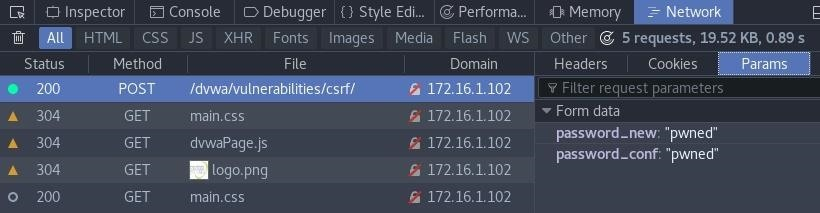 Inspector Console Debugger Style Edi... Performa... Memory Network
All HTML CSS JS XHR Fonts Images Media Flash WS Other 5 requests, 19.52 KB, 0.89 s
Status Method File Domain Headers Cookies Params
200 POST /dvwa/vulnerabilities/csrf/ 172.16.1.102
Filter request parameters
304 GET main.css 172.16.1.102
Form data
304 GET dvwaPage.js 172.16.1.102
password_new: "pwned"
password_conf: "pwned"
304 GET logo.png 172.16.1.102
200 GET main.css 172.16.1.102